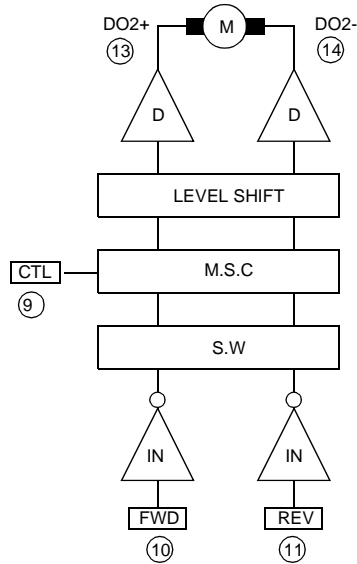 DO2+ M DO2-
13 14
D D
LEVEL SHIFT
CTL M.S.C
9
S.W
IN IN
FWD REV
10 11